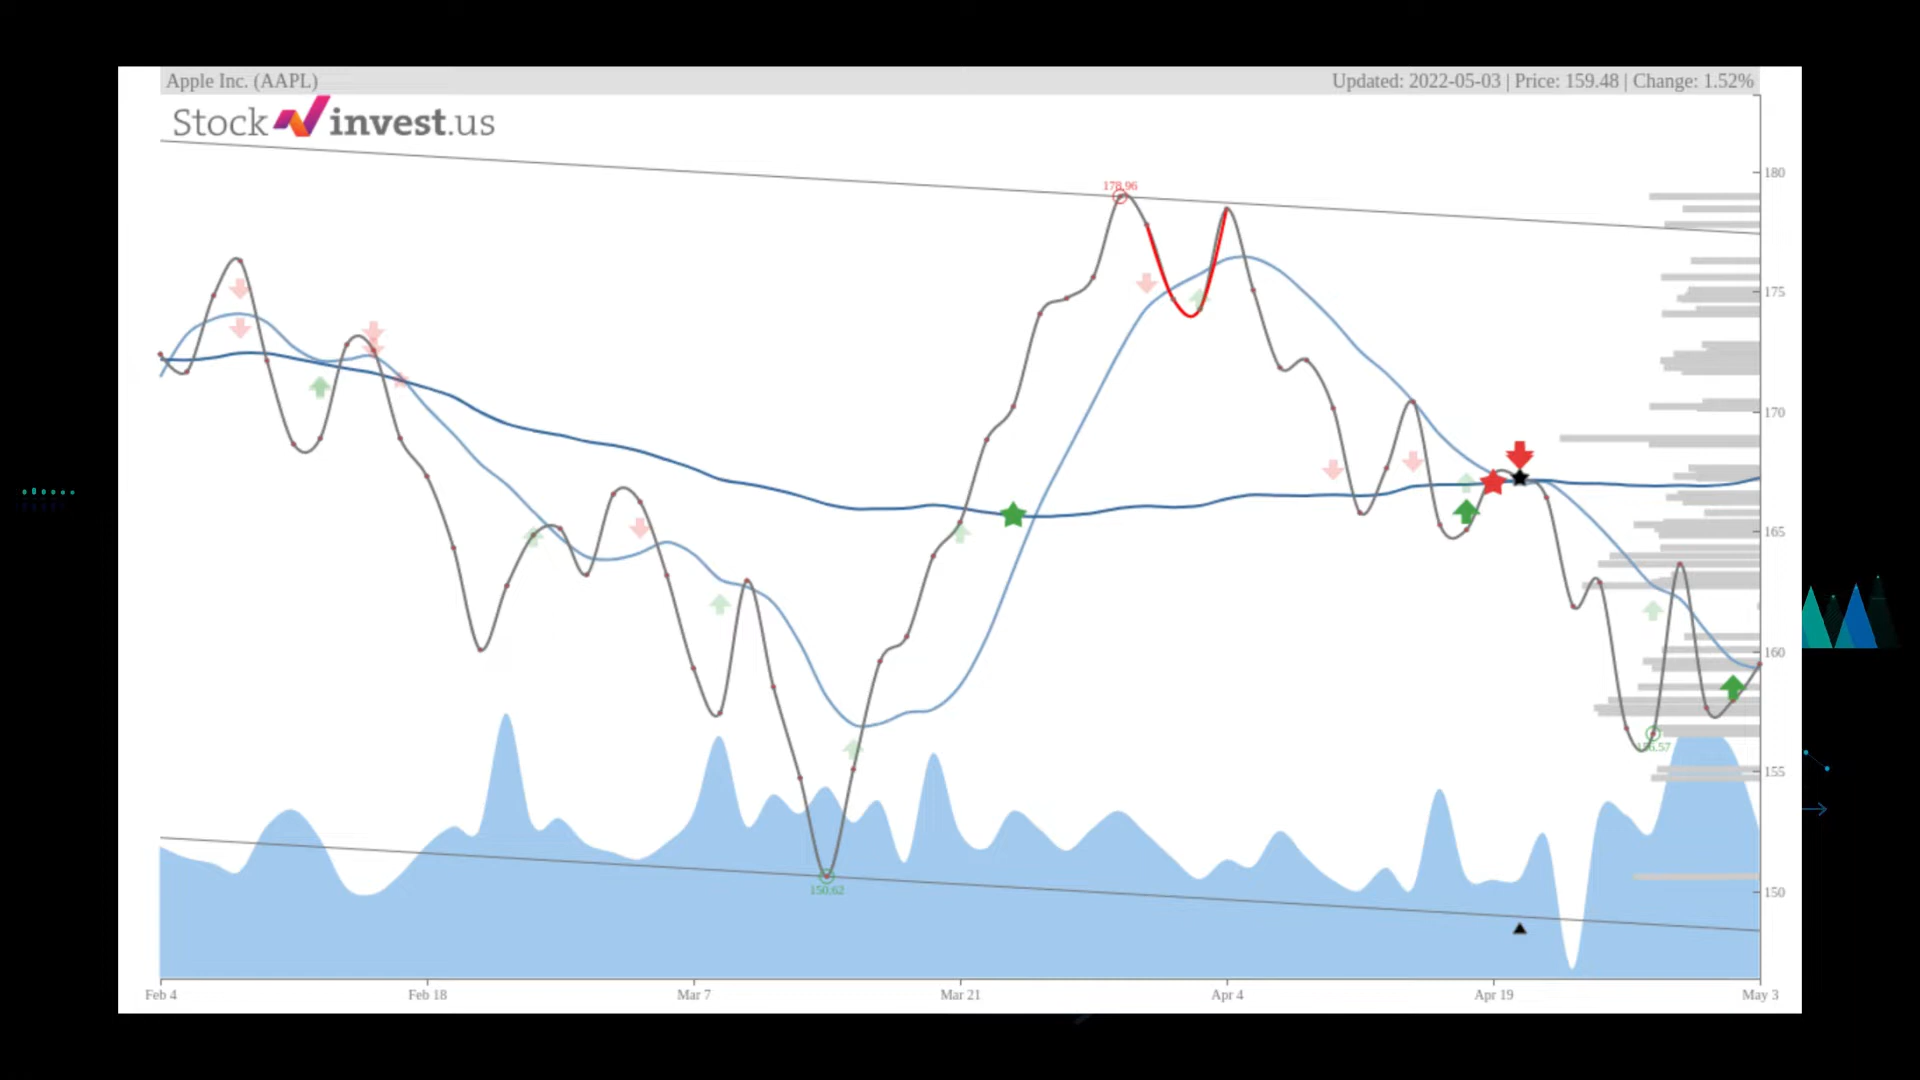 Apple Inc. (AAPL)
Updated: 2022-05-03 | Price: 159.48 | Change: 1.52%
Stock invest.us
180
178.96
175
170
165
160
156.57
155
150.62
150
Feb 4
Feb 18
Mar 7
Mar 21
Apr 4
Apr 19
May 3